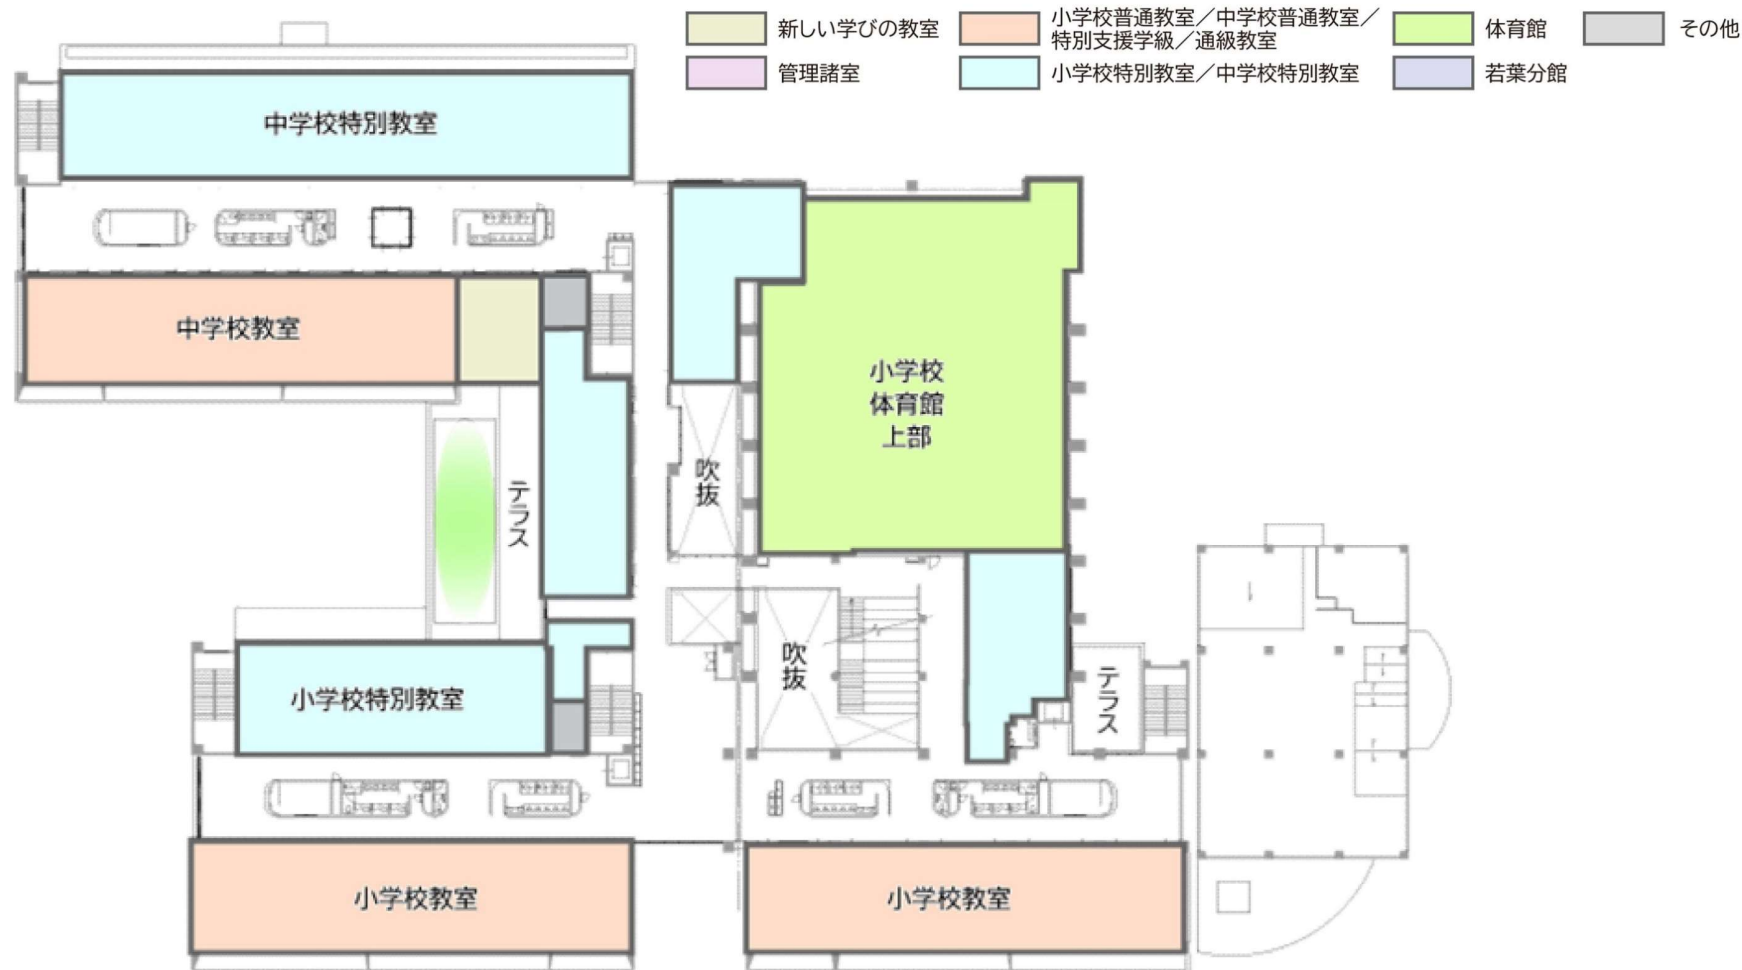 新しい学びの教室
小学校普通教室／中学校普通教室／
特別支援学級／通級教室
体育館
その他
管理諸室
小学校特別教室／中学校特別教室
若葉分館
中学校特別教室
中学校教室
小学校
体育館
上部
吹抜
テラス
吹抜
テラス
小学校特別教室
小学校教室
小学校教室